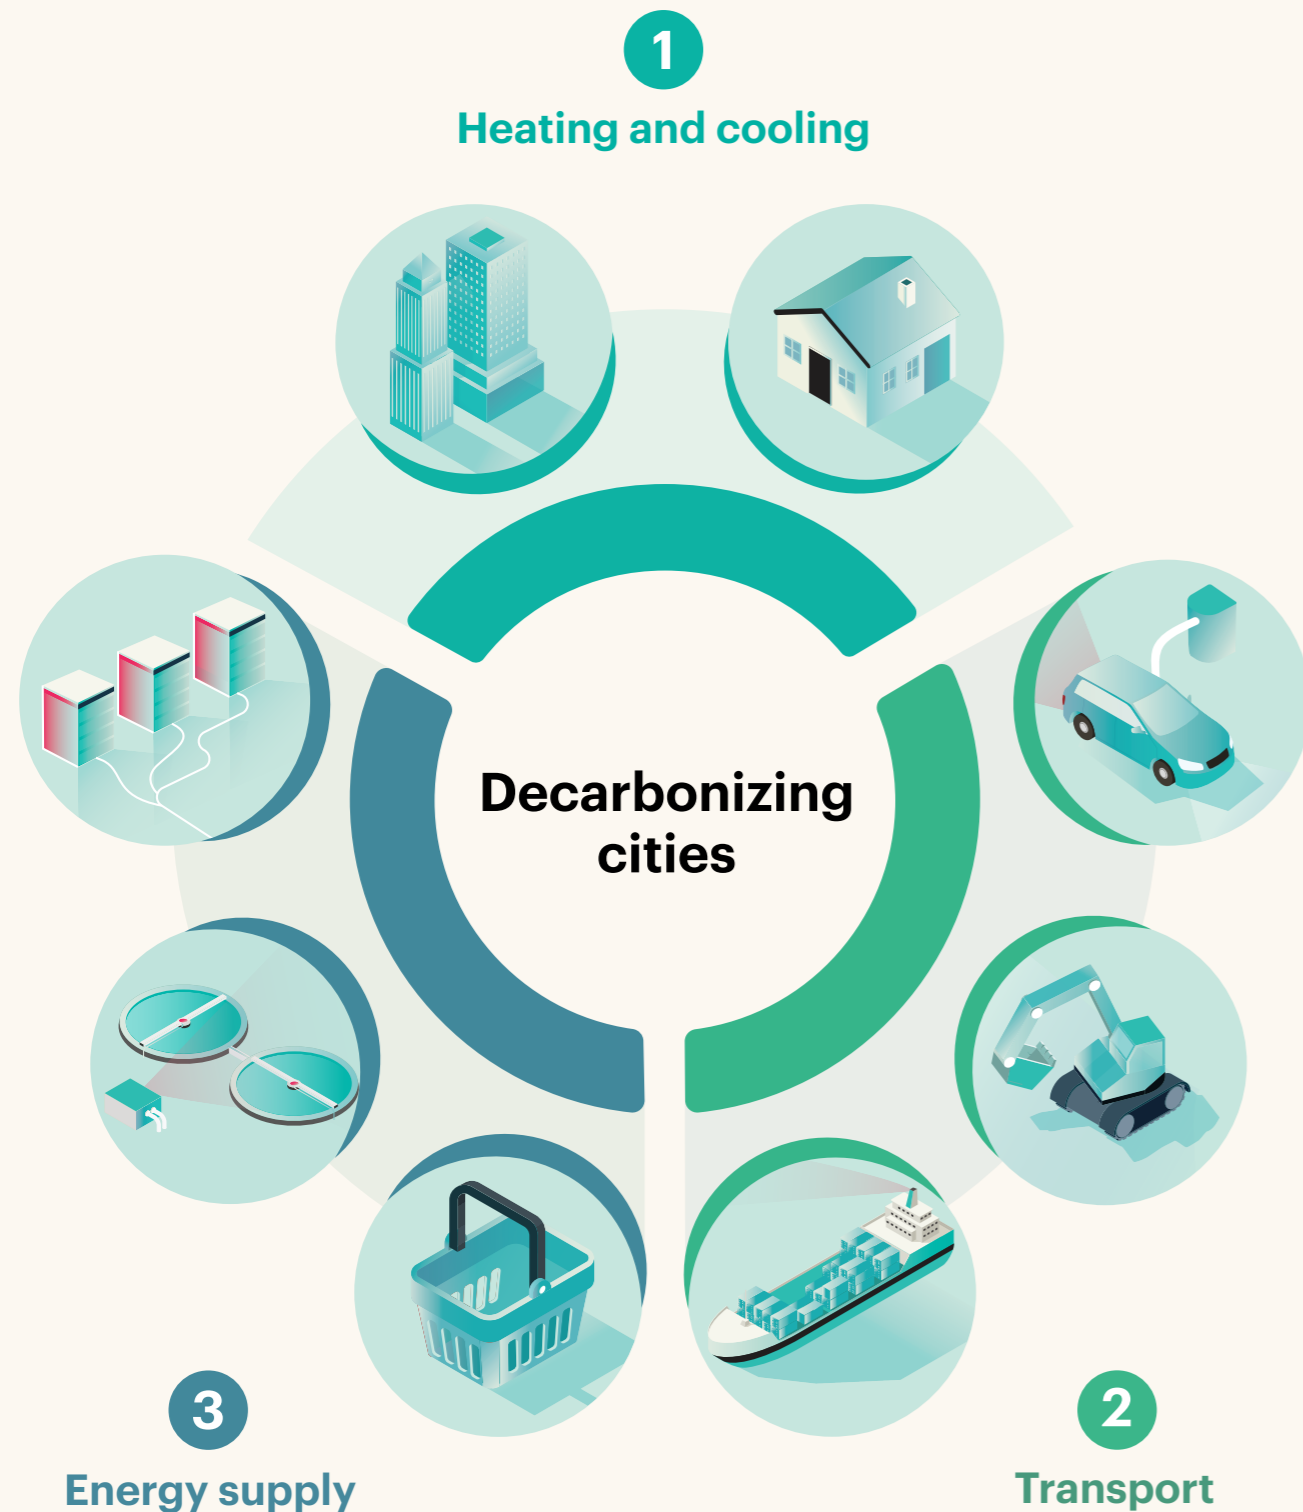 1
Heating and cooling
Decarbonizing
cities
3
Energy supply
2
Transport